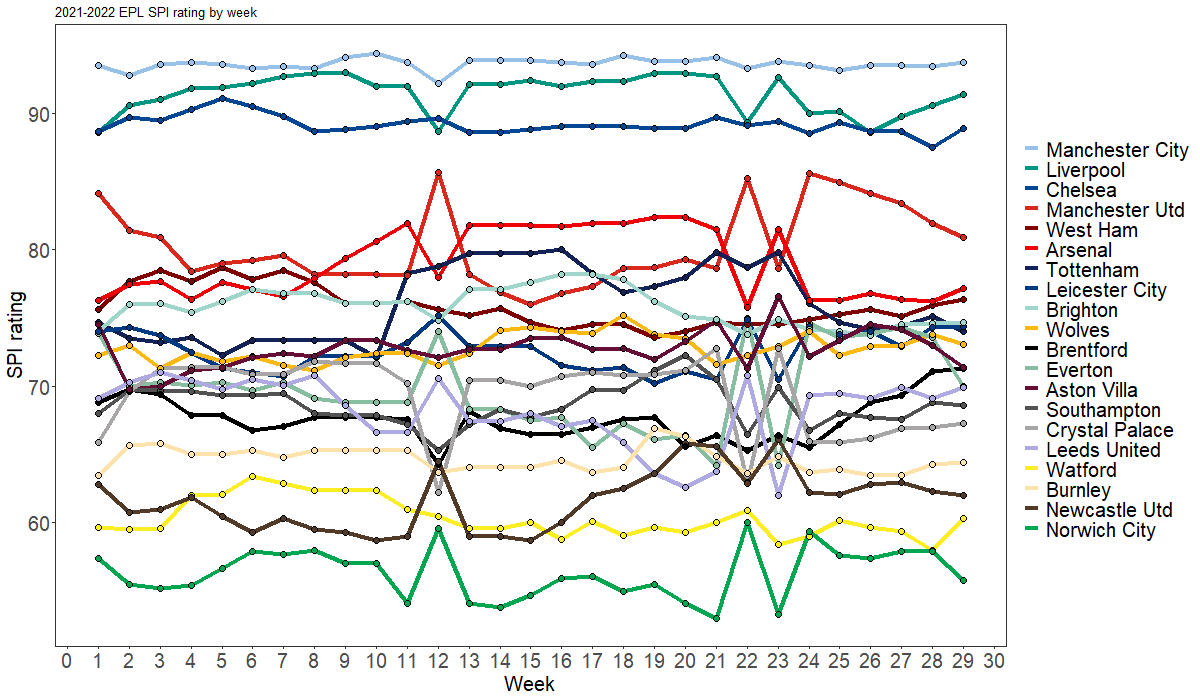 2021-2022 EPL SPI rating by week
90
80
70
60
SPI rating
0 1 2 3 4 5 6 7 8 9 10 11 12 13 14 15 16 17 18 19 20 21 22 23 24 25 26 27 28 29 30
Week
Manchester City
Liverpool
Chelsea
Manchester Utd
West Ham
Arsenal
Tottenham
Leicester City
Brighton
Wolves
Brentford
Everton
Aston Villa
Southampton
Crystal Palace
Leeds United
Watford
Burnley
Newcastle Utd
Norwich City